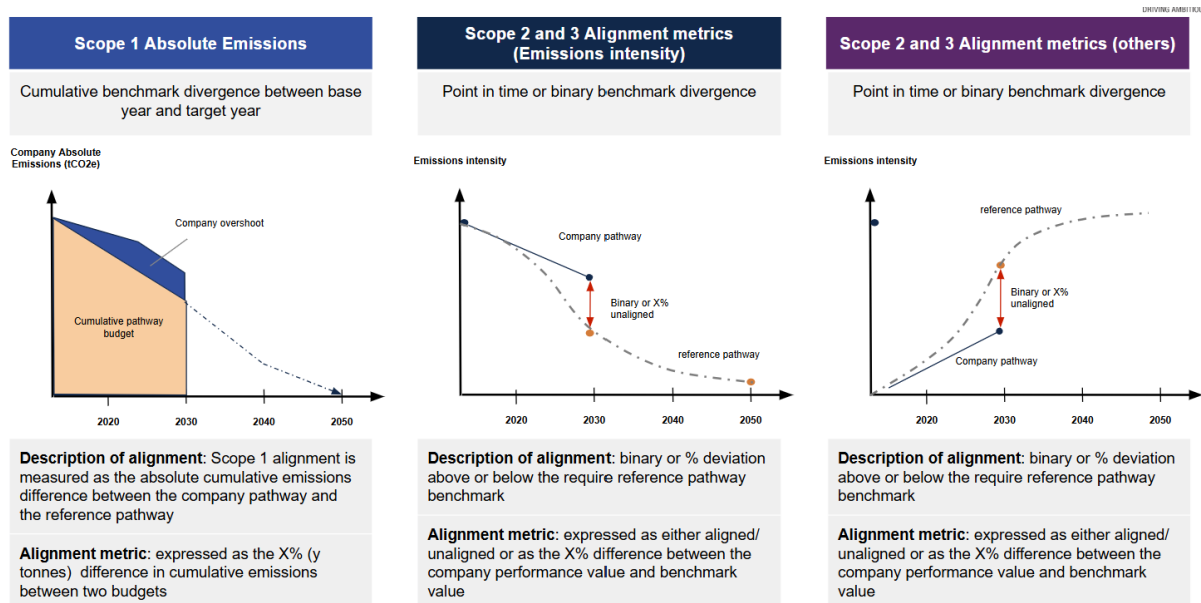 DRIVING AMBITIO
Scope 1 Absolute Emissions
Cumulative benchmark divergence between base
year and target year
Company Absolute
Emissions (tCO2e)
Company overshoot
Cumulative pathway
budget
2020
2030
2040
2050
Description of alignment: Scope 1 alignment is
measured as the absolute cumulative emissions
difference between the company pathway and
the reference pathway
Alignment metric: expressed as the X% (y
tonnes) difference in cumulative emissions
between two budgets
Scope 2 and 3 Alignment metrics
(Emissions intensity)
Point in time or binary benchmark divergence
Emissions intensity
Company pathway
Binary or X%
unaligned
reference pathway
2020
2030
2040
2050
Description of alignment: binary or % deviation
above or below the require reference pathway
benchmark
Alignment metric: expressed as either aligned/
unaligned or as the X% difference between the
company performance value and benchmark
value
Scope 2 and 3 Alignment metrics (others)
Point in time or binary benchmark divergence
Emissions intensity
reference pathway
Binary or X%
unaligned
Company pathway
2020
2030
2040
2050
Description of alignment: binary or % deviation
above or below the require reference pathway
benchmark
Alignment metric: expressed as either aligned/
unaligned or as the X% difference between the
company performance value and benchmark
value